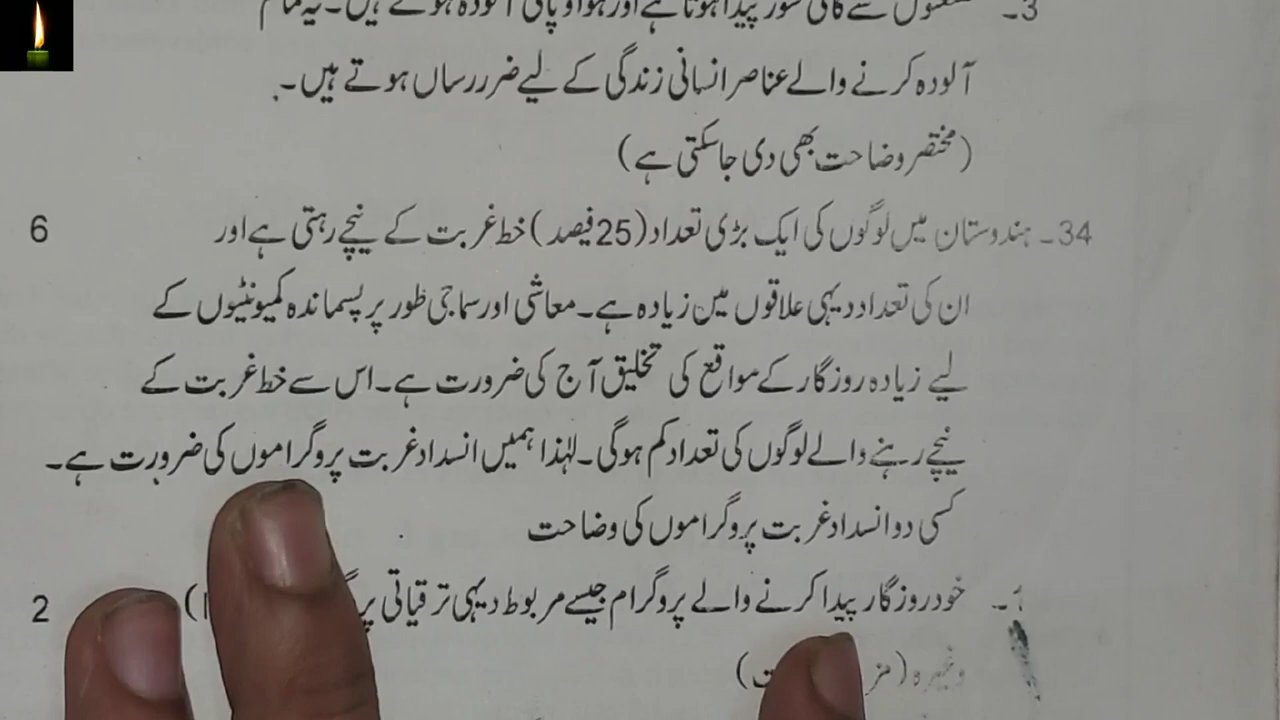 3۔ سے کافی شور پیدا ہوتا ہے اور ہوا و پانی آلودہ ہوتے ہیں۔ یہ تمام
آلودہ کرنے والے عناصر انسانی زندگی کے لیے ضرر رساں ہوتے ہیں۔
(مختصر وضاحت بھی دی جاسکتی ہے)
34۔ ہندوستان میں لوگوں کی ایک بڑی تعداد (25 فیصد) خط غربت کے نیچے رہتی ہے اور 6
ان کی تعداد دیہی علاقوں میں زیادہ ہے۔ معاشی اور سماجی طور پر پسماندہ کمیونٹیوں کے
لیے زیادہ روزگار کے مواقع کی تخلیق آج کی ضرورت ہے۔ اس سے خط غربت کے
نیچے رہنے والے لوگوں کی تعداد کم ہوگی۔ لہٰذا ہمیں انسداد غربت پروگراموں کی ضرورت ہے۔
کسی دو انسداد غربت پروگراموں کی وضاحت
1۔ خود روزگار پیدا کرنے والے پروگرام جیسے مربوط دیہی ترقیاتی 2
وغیرہ